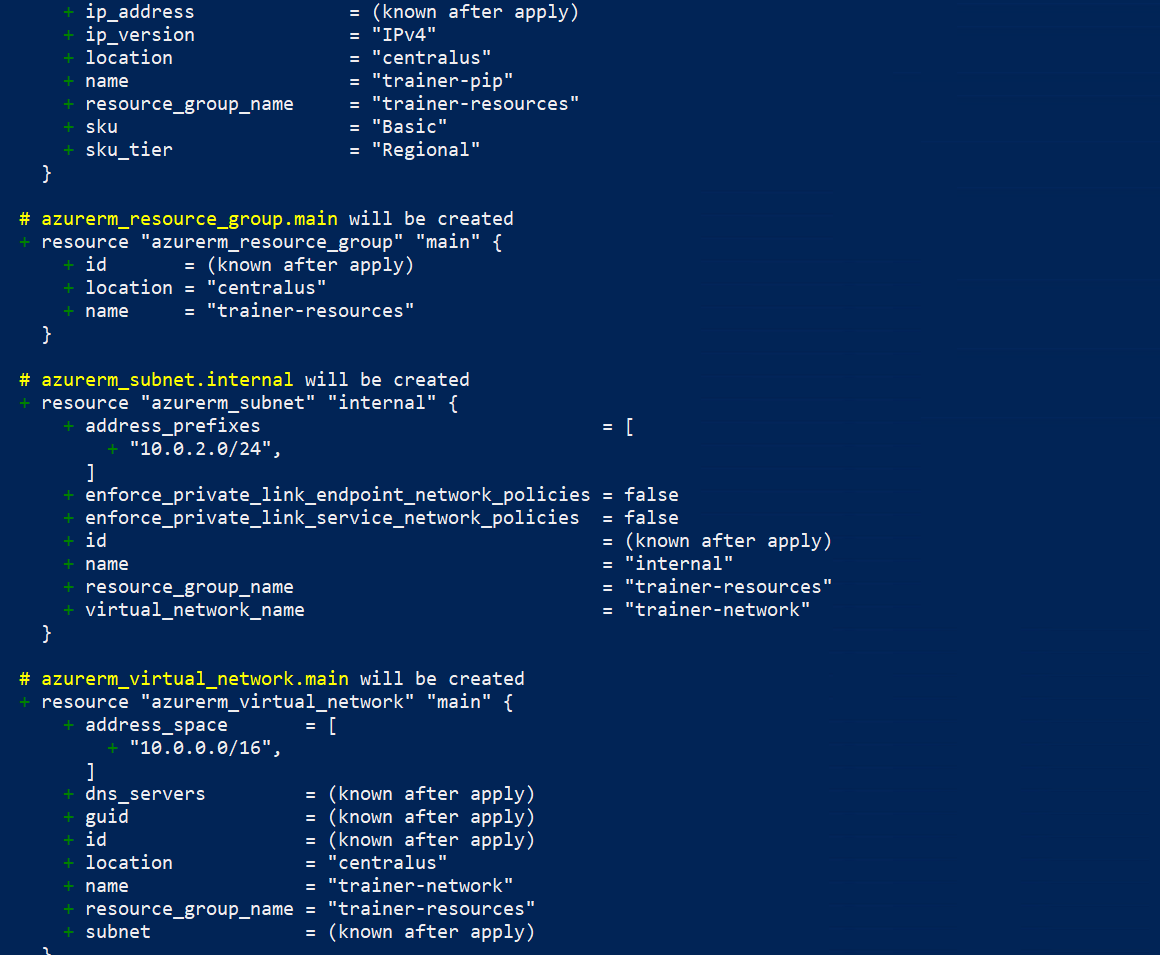 + ip_address = (known after apply)
+ ip_version = "IPv4"
+ location = "centralus"
+ name = "trainer-pip"
+ resource_group_name = "trainer-resources"
+ sku = "Basic"
+ sku_tier = "Regional"
}
# azurerm_resource_group.main will be created
+ resource "azurerm_resource_group" "main" {
+ id = (known after apply)
+ location = "centralus"
+ name = "trainer-resources"
}
# azurerm_subnet.internal will be created
+ resource "azurerm_subnet" "internal" {
+ address_prefixes = [
+ "10.0.2.0/24",
]
+ enforce_private_link_endpoint_network_policies = false
+ enforce_private_link_service_network_policies = false
+ id = (known after apply)
+ name = "internal"
+ resource_group_name = "trainer-resources"
+ virtual_network_name = "trainer-network"
}
# azurerm_virtual_network.main will be created
+ resource "azurerm_virtual_network" "main" {
+ address_space = [
+ "10.0.0.0/16",
]
+ dns_servers = (known after apply)
+ guid = (known after apply)
+ id = (known after apply)
+ location = "centralus"
+ name = "trainer-network"
+ resource_group_name = "trainer-resources"
+ subnet = (known after apply)
}